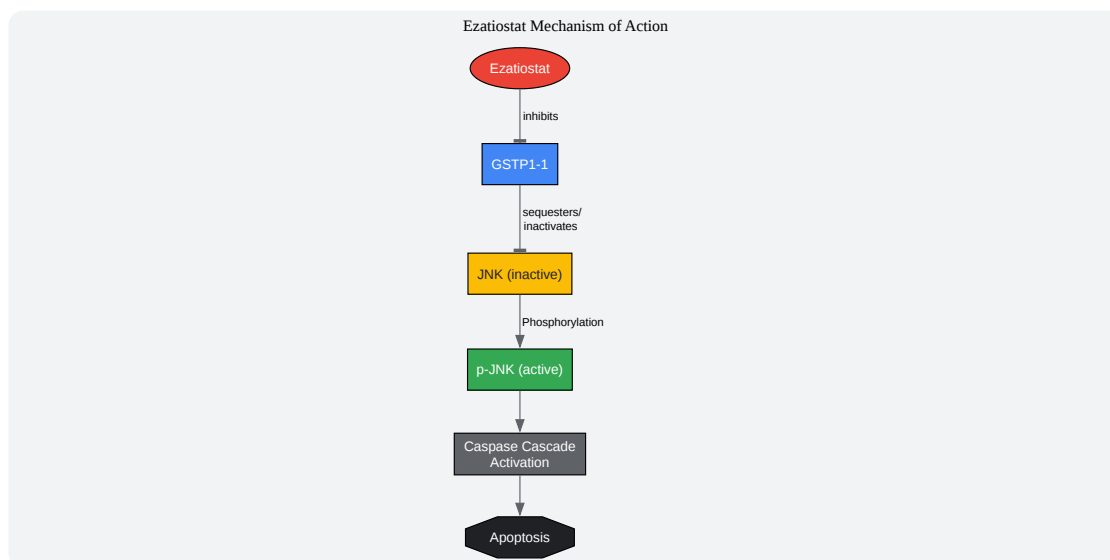 Ezatiostat Mechanism of Action
Ezatiostat
inhibits
GSTP1-1
sequesters/
inactivates
JNK (inactive)
Phosphorylation
p-JNK (active)
Caspase Cascade
Activation
Apoptosis